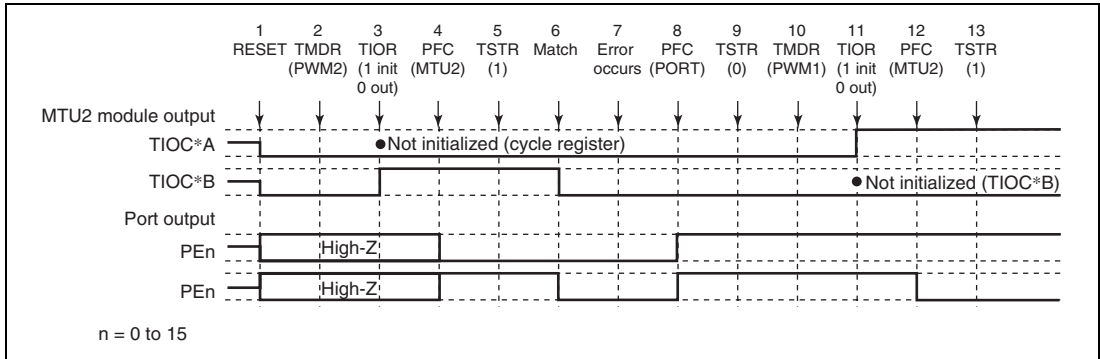 1 2 3 4 5 6 7 8 9 10 11 12 13
RESET TMDR TIOR PFC TSTR Match Error PFC TSTR TMDR TIOR PFC TSTR
(PWM2) (1 init (MTU2) (1) occurs (PORT) (0) (PWM1) (1 init (MTU2) (1)
0 out) 0 out)
MTU2 module output
TIOC*A
●Not initialized (cycle register)
TIOC*B
●Not initialized (TIOC*B)
Port output
PEn High-Z
PEn High-Z
n = 0 to 15